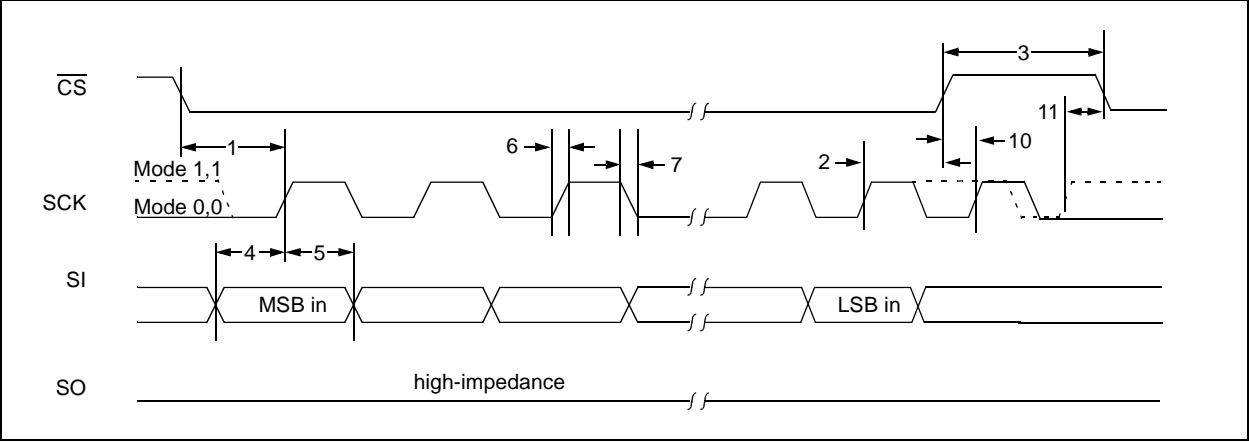 3
CS
11
1
6
7
2
10
Mode 1,1
SCK
Mode 0,0
4
5
SI
MSB in
LSB in
SO
high-impedance